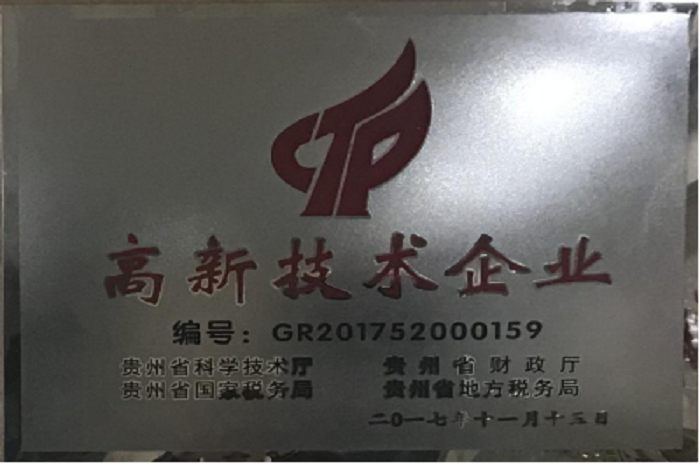 CTP
高新技术企业
编号：GR201752000159
贵州省科学技术厅 贵州省财政厅
贵州省国家税务局 贵州省地方税务局
二〇一七年十一月十五日